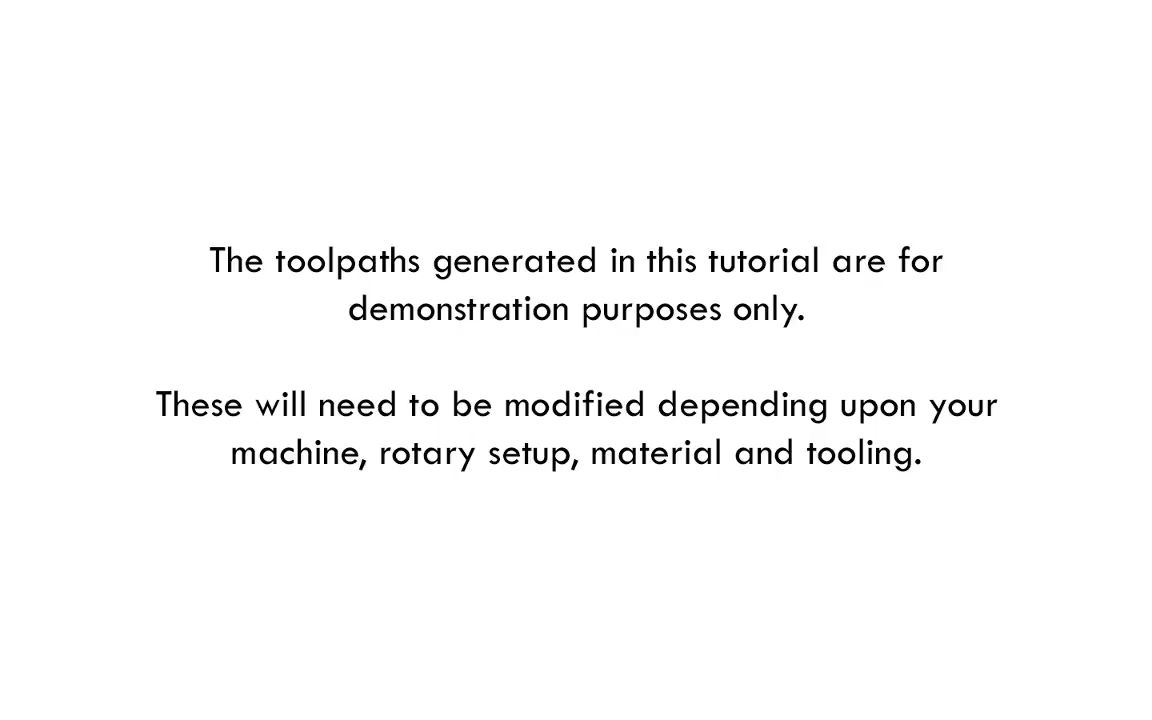 The toolpaths generated in this tutorial are for
demonstration purposes only.
These will need to be modified depending upon your
machine, rotary setup, material and tooling.